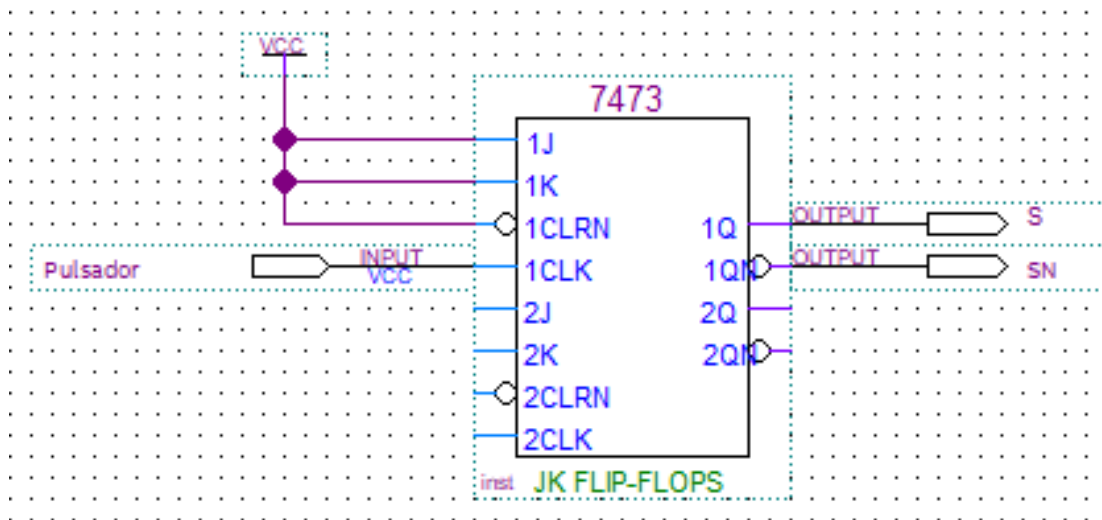 VCC
7473
1J
1K
1CLRN
1Q
OUTPUT
S
Pulsador
INPUT
VCC
1CLK
1QN
OUTPUT
SN
2J
2Q
2K
2QN
2CLRN
2CLK
inst
JK FLIP-FLOPS